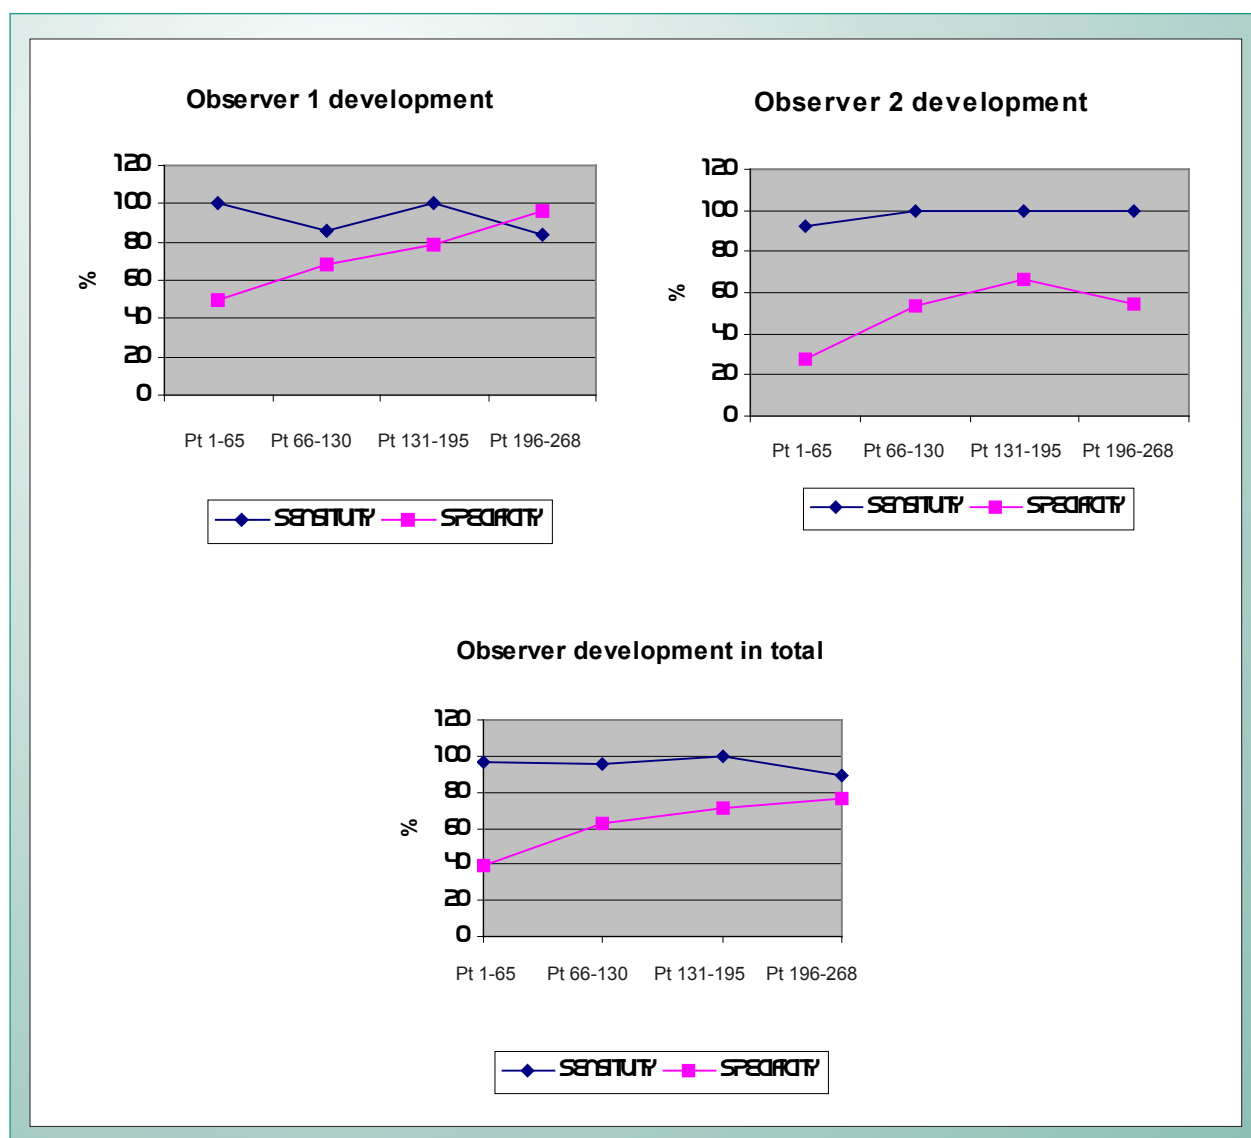 Observer 1 development
120
100
80
60
40
20
0
%
Pt 1-65 Pt 66-130 Pt 131-195 Pt 196-268
SENSITIUITY SPECIFICITY
Observer 2 development
120
100
80
60
40
20
0
%
Pt 1-65 Pt 66-130 Pt 131-195 Pt 196-268
SENSITIUITY SPECIFICITY
Observer development in total
120
100
80
60
40
20
0
%
Pt 1-65 Pt 66-130 Pt 131-195 Pt 196-268
SENSITIUITY SPECIFICITY